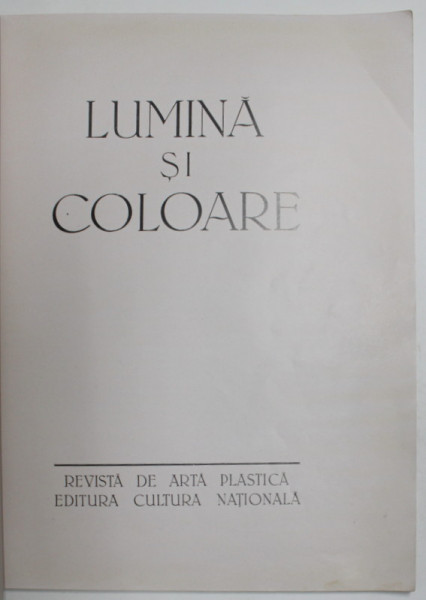 LUMINĂ
ȘI
COLOARE
REVISTĂ DE ARTĂ PLASTICĂ
EDITURA CULTURA NAȚIONALĂ